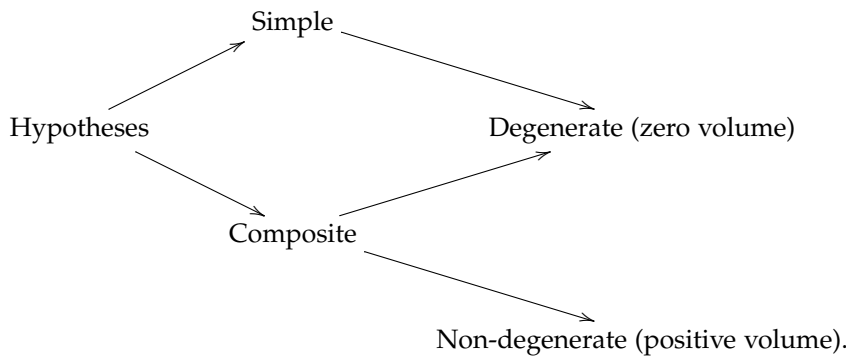 Simple
Hypotheses
Degenerate (zero volume)
Composite
Non-degenerate (positive volume).